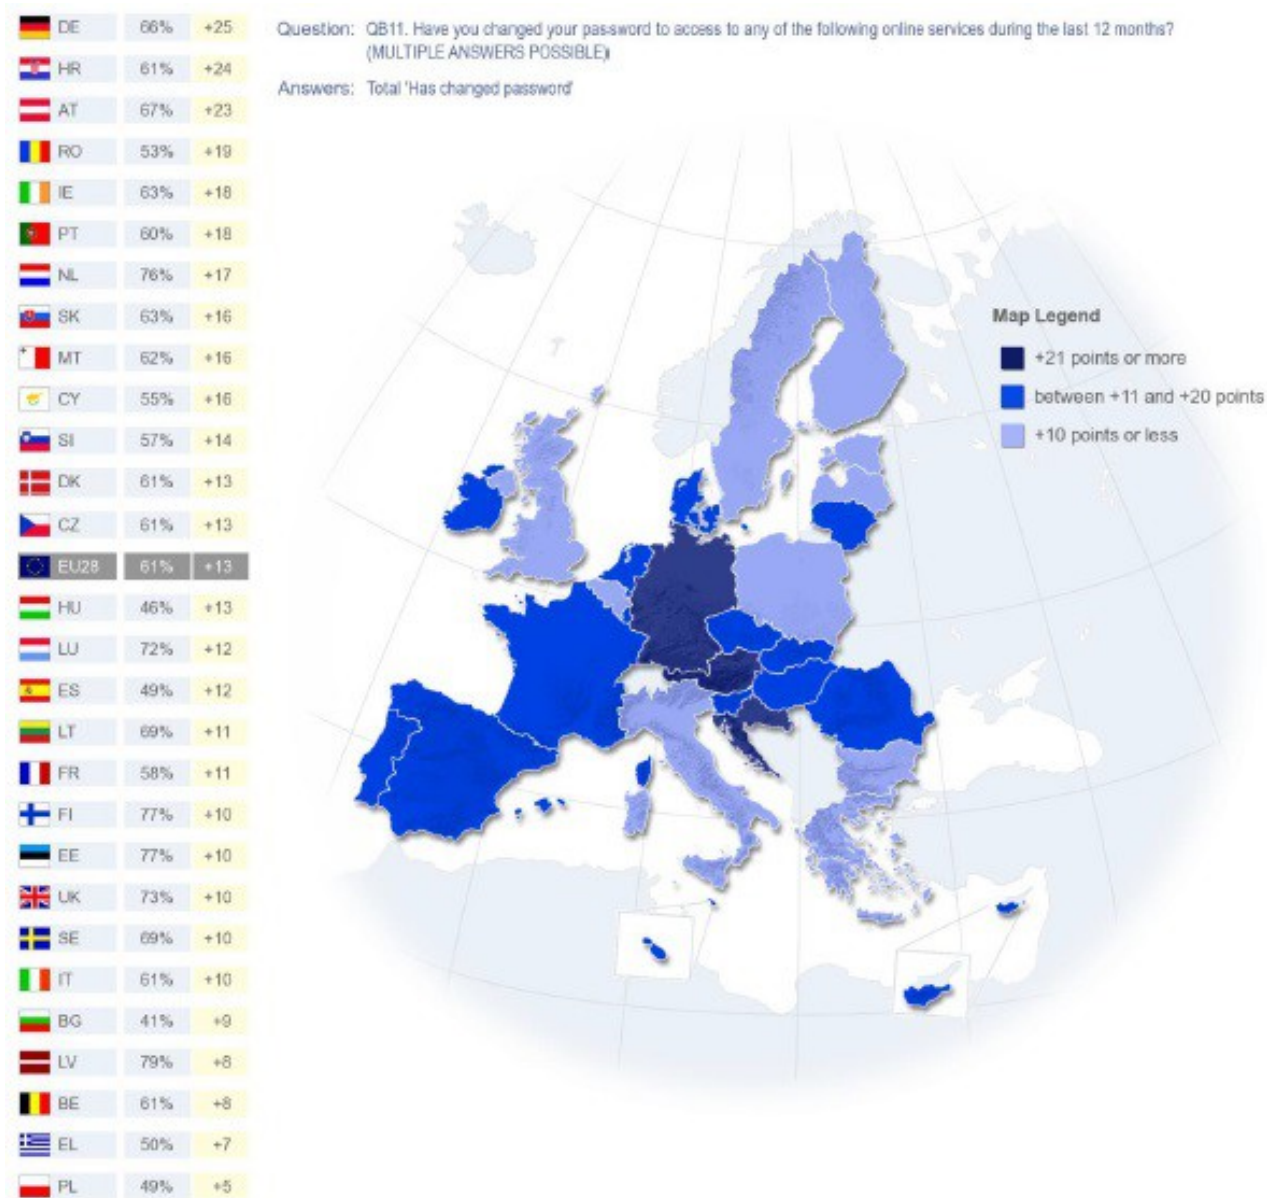 DE 66% +25
HR 61% +24
AT 67% +23
RO 53% +19
IE 63% +18
PT 60% +18
NL 76% +17
SK 63% +16
MT 62% +16
CY 55% +16
SI 57% +14
DK 61% +13
CZ 61% +13
EU28 61% +13
HU 46% +13
LU 72% +12
ES 49% +12
LT 69% +11
FR 58% +11
FI 77% +10
EE 77% +10
UK 73% +10
SE 69% +10
IT 61% +10
BG 41% +9
LV 79% +8
BE 61% +8
EL 50% +7
PL 49% +5
Question: QB11. Have you changed your password to access to any of the following online services during the last 12 months?
(MULTIPLE ANSWERS POSSIBLE)
Answers: Total 'Has changed password'
Map Legend
+21 points or more
between +11 and +20 points
+10 points or less